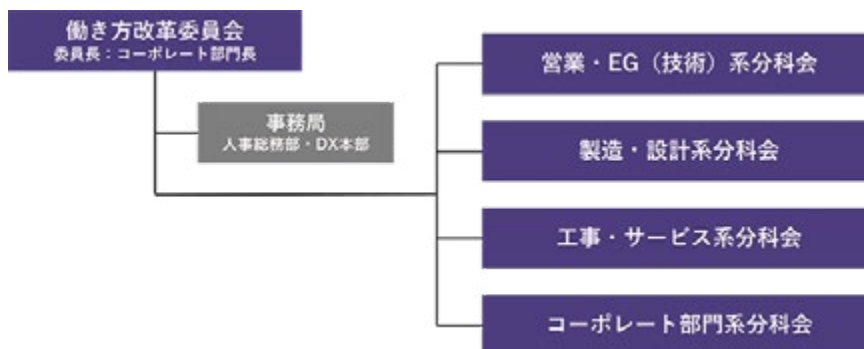 働き方改革委員会
委員長：コーポレート部門長
事務局
人事総務部・DX本部
営業・EG（技術）系分科会
製造・設計系分科会
工事・サービス系分科会
コーポレート部門系分科会